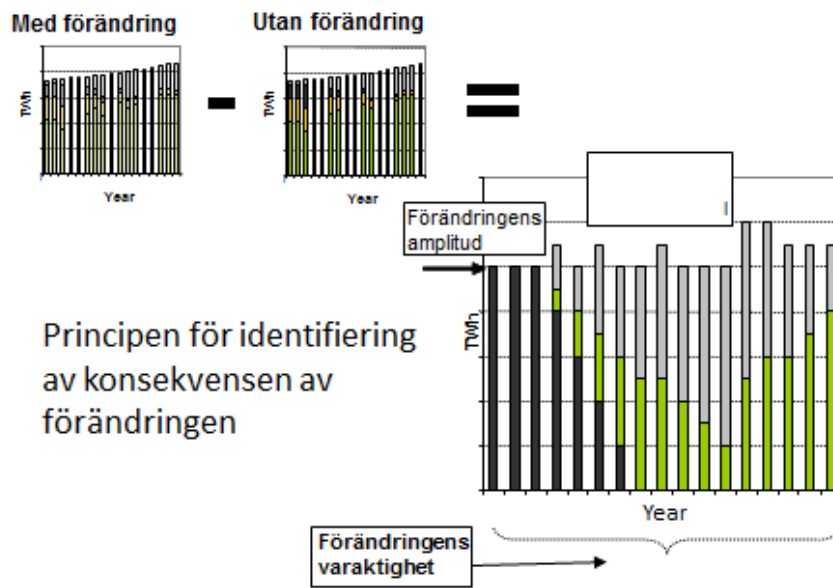 Med förändring
Utan förändring
TWh
Year
TWh
Year
Förändringens
amplitud
TWh
Year
Principen för identifiering
av konsekvensen av
förändringen
Förändringens
varaktighet